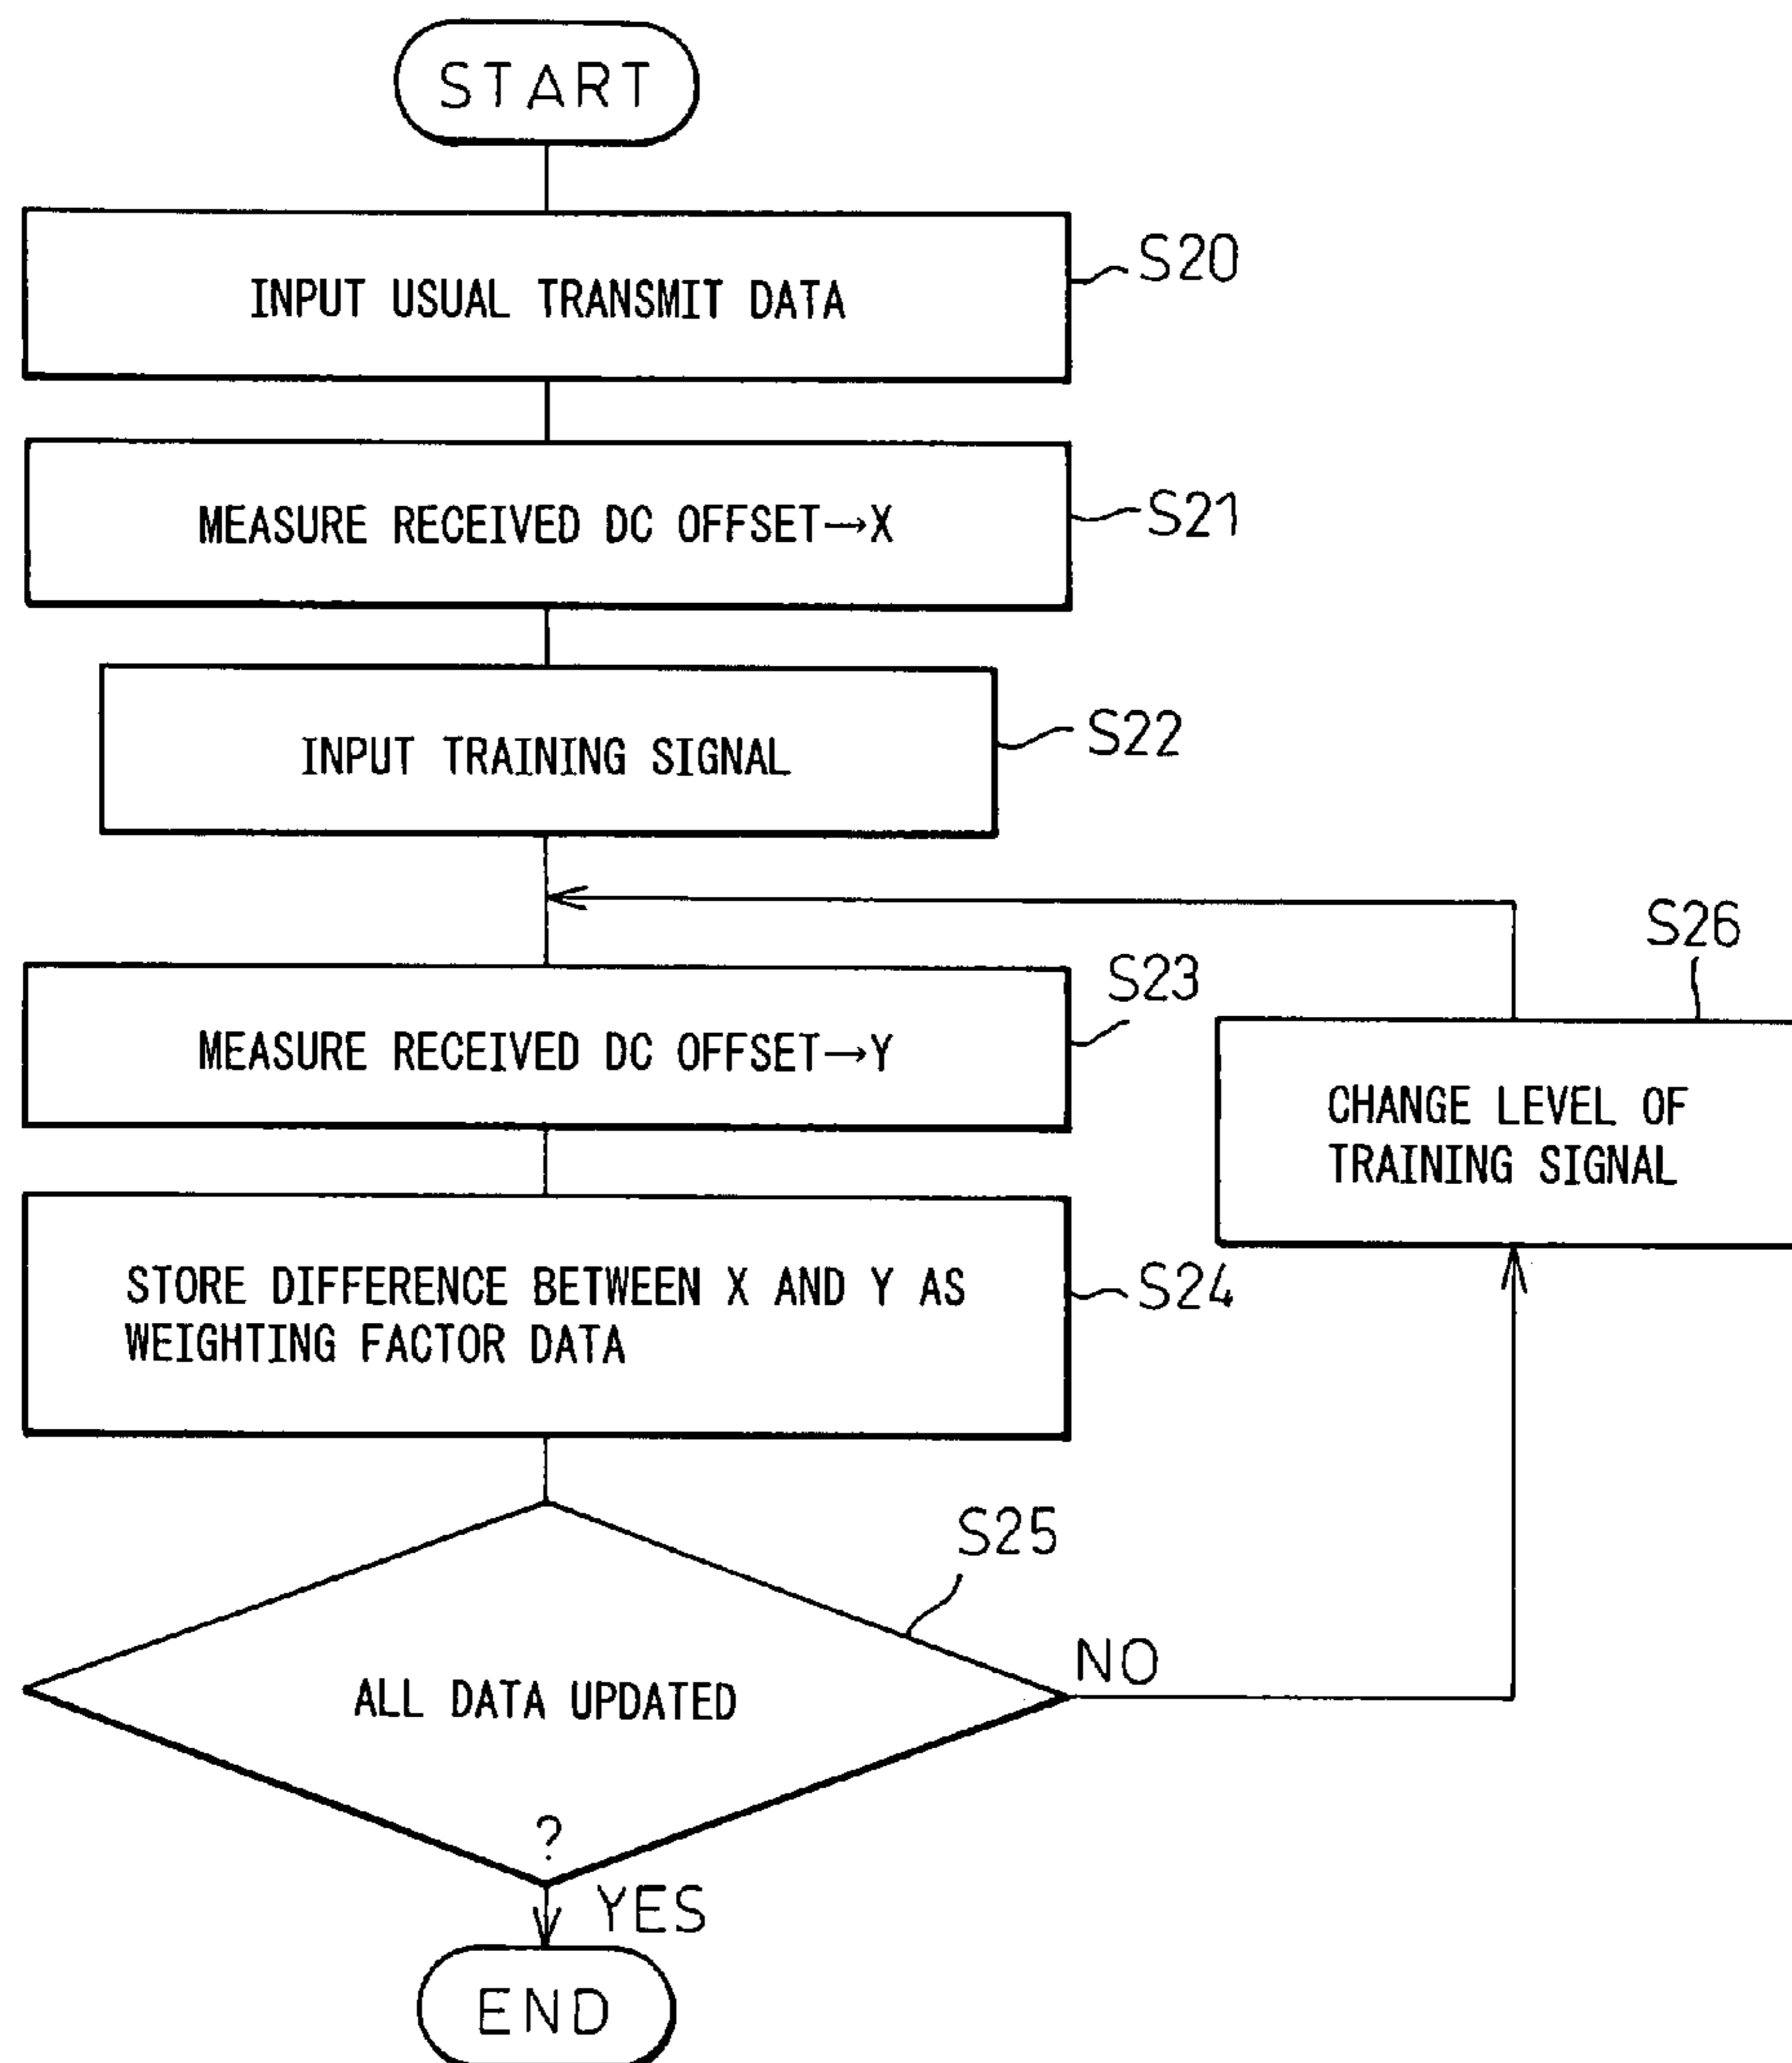 START
INPUT USUAL TRANSMIT DATA
S20
MEASURE RECEIVED DC OFFSET→X
S21
INPUT TRAINING SIGNAL
S22
MEASURE RECEIVED DC OFFSET→Y
S23
S26
CHANGE LEVEL OF
TRAINING SIGNAL
STORE DIFFERENCE BETWEEN X AND Y AS
WEIGHTING FACTOR DATA
S24
S25
ALL DATA UPDATED
?
NO
YES
END